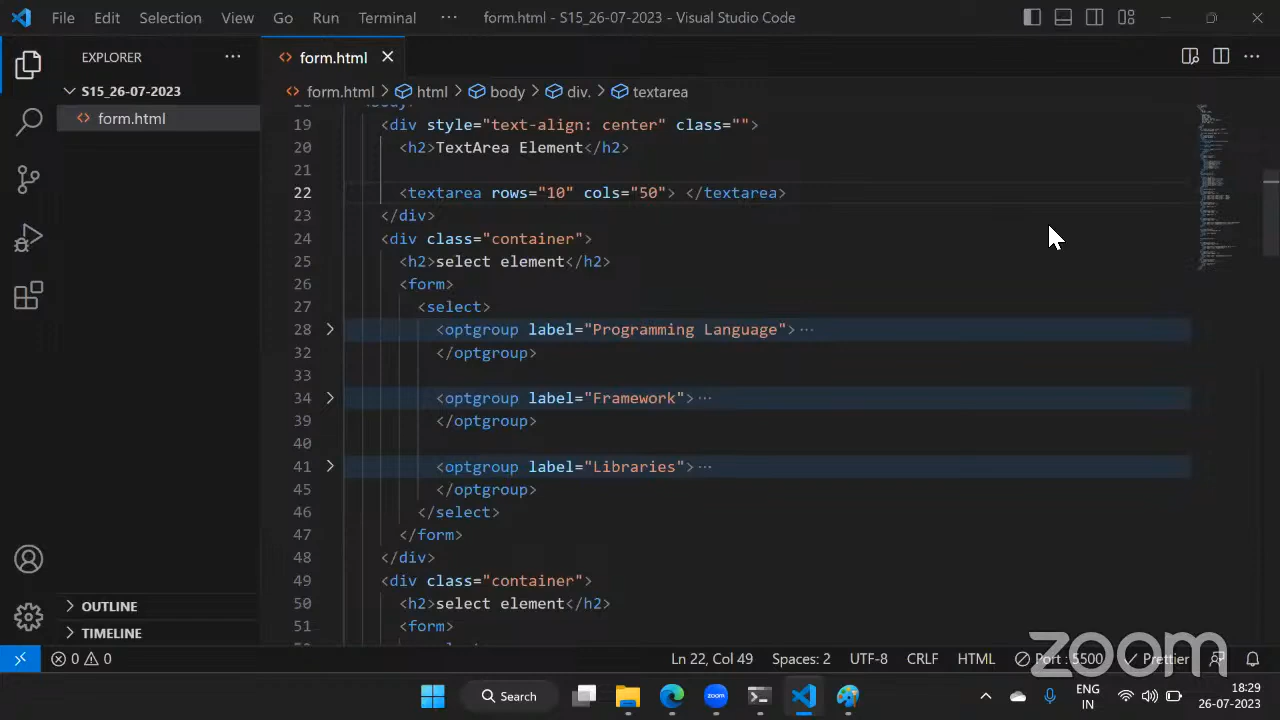 File Edit Selection View Go Run Terminal ··· form.html - S15_26-07-2023 - Visual Studio Code
EXPLORER ···
form.html
S15_26-07-2023
form.html > html > body > div. > textarea
form.html
19 <div style="text-align: center" class="">
20 <h2>TextArea Element</h2>
21
22 <textarea rows="10" cols="50"> </textarea>
23 </div>
24 <div class="container">
25 <h2>select element</h2>
26 <form>
27 <select>
28 <optgroup label="Programming Language"> ···
32 </optgroup>
33
34 <optgroup label="Framework"> ···
39 </optgroup>
40
41 <optgroup label="Libraries"> ···
45 </optgroup>
46 </select>
47 </form>
48 </div>
49 <div class="container">
50 <h2>select element</h2>
51 <form>
OUTLINE
TIMELINE
zoom
0 0 Ln 22, Col 49 Spaces: 2 UTF-8 CRLF HTML Port : 5500 Prettier
Search
zoom
ENG
IN
18:29
26-07-2023